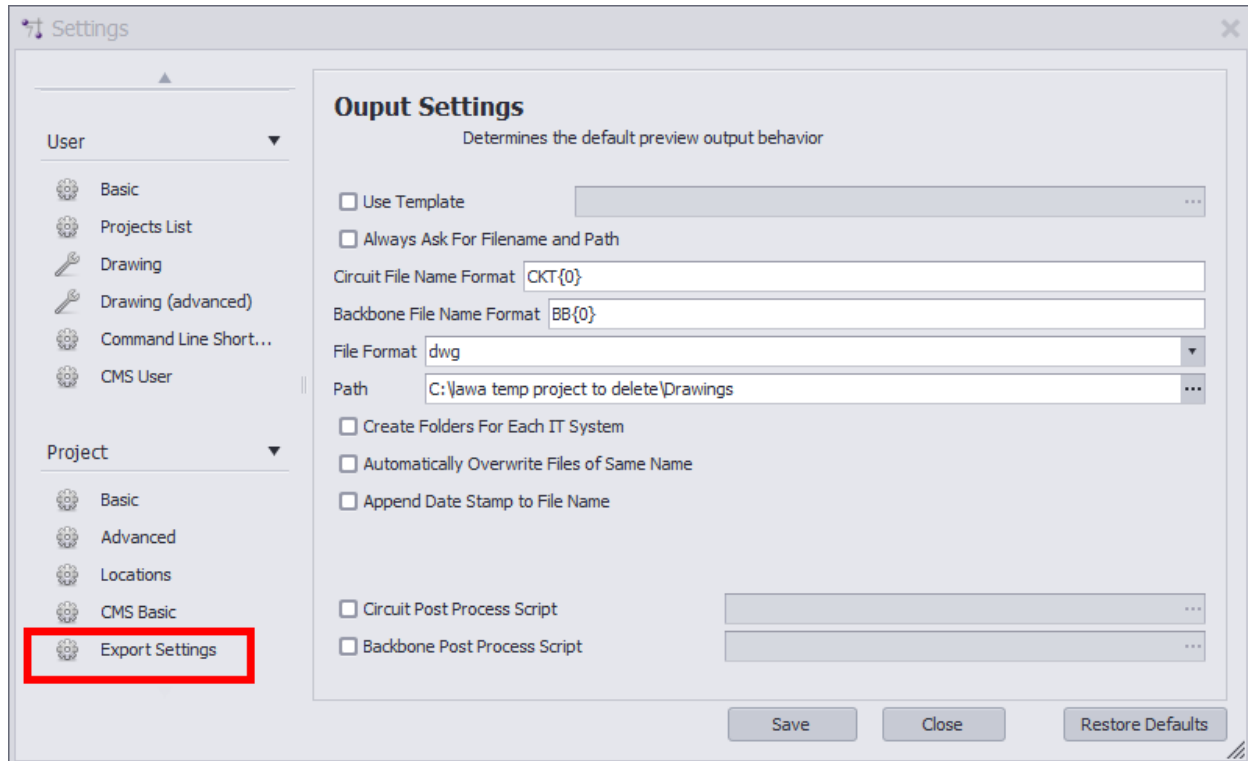 Settings
User
Basic
Projects List
Drawing
Drawing (advanced)
Command Line Short...
CMS User
Project
Basic
Advanced
Locations
CMS Basic
Export Settings
Ouput Settings
Determines the default preview output behavior
Use Template ...
Always Ask For Filename and Path
Circuit File Name Format CKT{0}
Backbone File Name Format BB{0}
File Format dwg
Path C:\lawa temp project to delete\Drawings ...
Create Folders For Each IT System
Automatically Overwrite Files of Same Name
Append Date Stamp to File Name
Circuit Post Process Script ...
Backbone Post Process Script ...
Save Close Restore Defaults